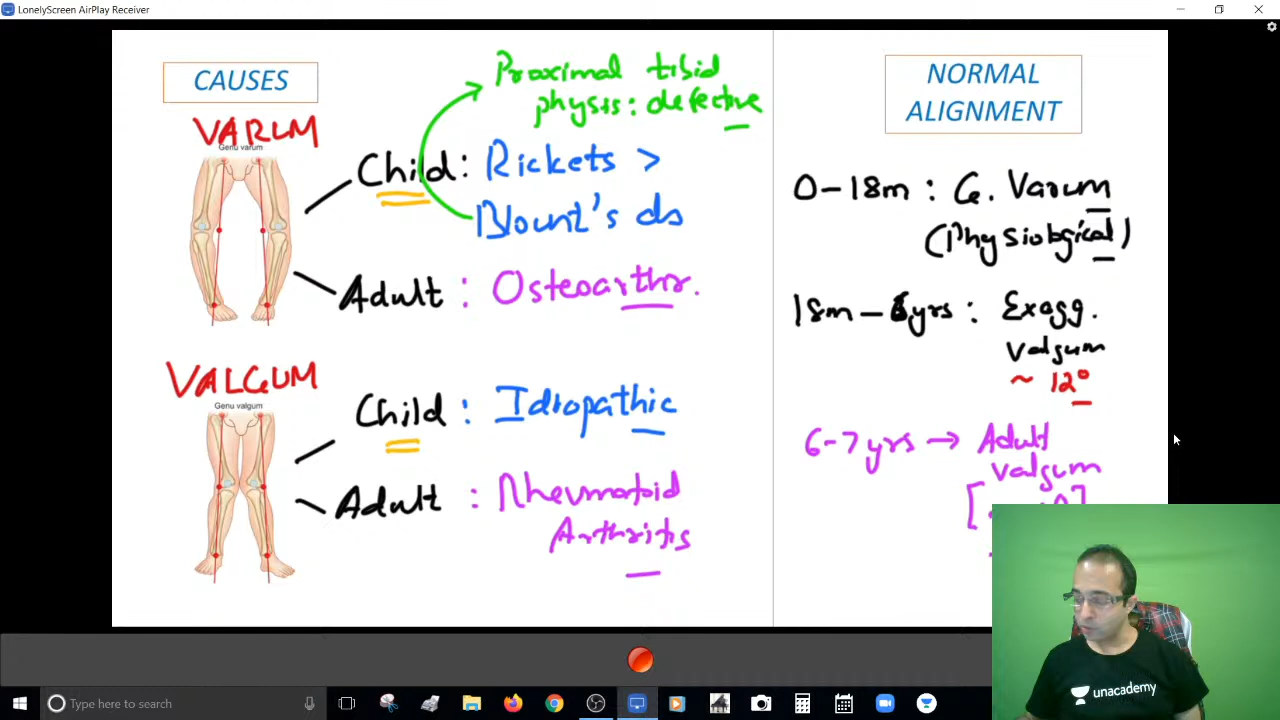 LonelyScreen AirPlay Receiver
CAUSES
VARUM
Genu varum
Proximal tibid
physis: defective
Child: Rickets >
Blount's ds
Adult: Osteoarthr.
VALGUM
Genu valgum
Child: Idiopathic
Adult: Rheumatoid
Arthritis
NORMAL
ALIGNMENT
0-18m: G. Varum
(Physiological)
18m-6yrs: Exagg.
Valgum
~ 12°
6-7yrs → Adult
Valgum
unacademy
Type here to search